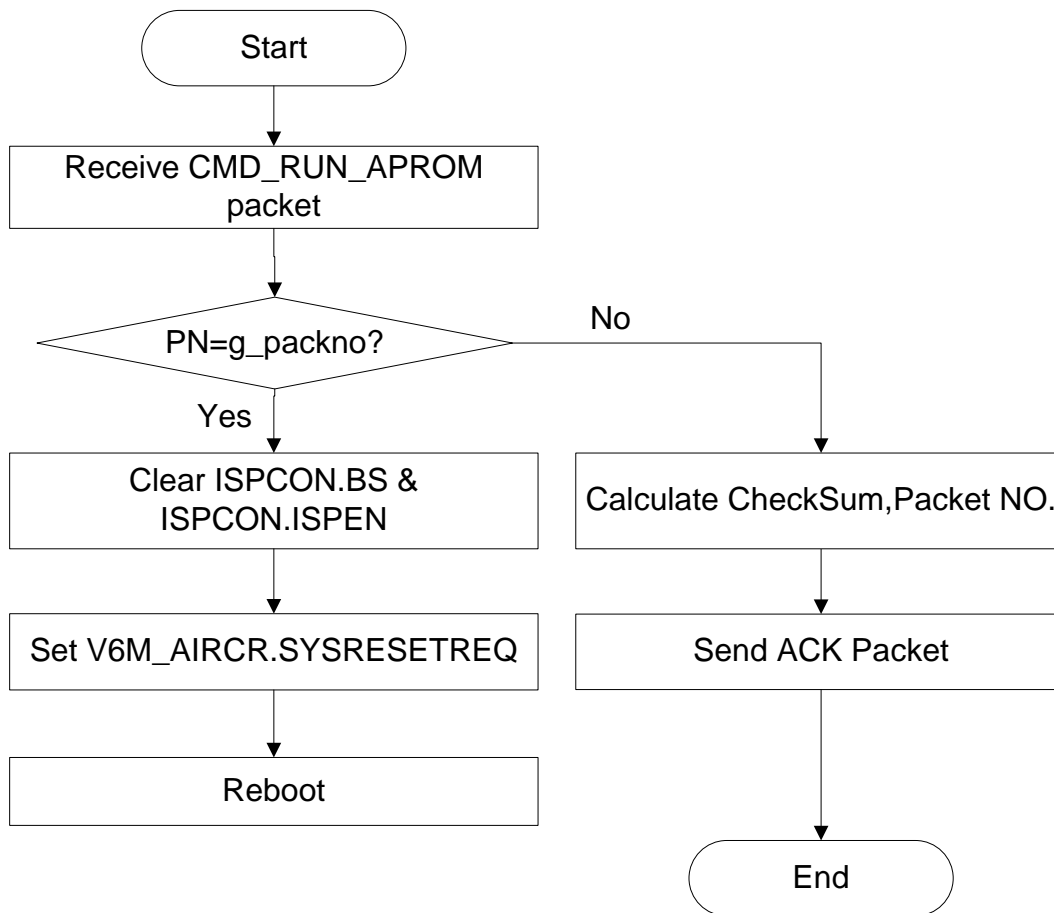 Start
Receive CMD_RUN_APROM
packet
PN=g_packno?
No
Yes
Clear ISPCON.BS &
ISPCON.ISPEN
Calculate CheckSum,Packet NO.
Set V6M_AIRCR.SYSRESETREQ
Send ACK Packet
Reboot
End